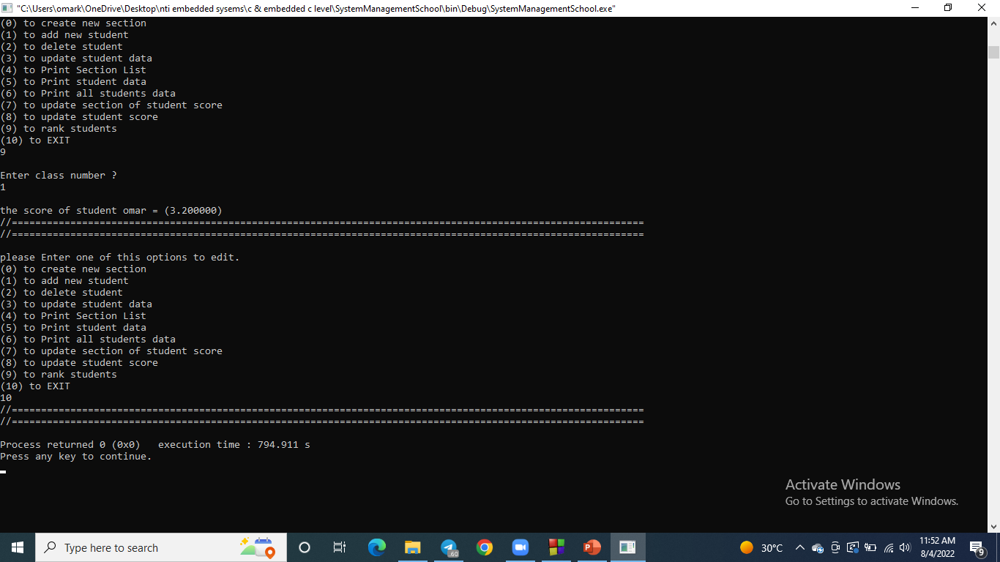 "C:\Users\omark\OneDrive\Desktop\nti embedded sysems\c & embedded c level\SystemManagementSchool\bin\Debug\SystemManagementSchool.exe"
(0) to create new section
(1) to add new student
(2) to delete student
(3) to update student data
(4) to Print Section List
(5) to Print student data
(6) to Print all students data
(7) to update section of student score
(8) to update student score
(9) to rank students
(10) to EXIT
9
Enter class number ?
1
the score of student omar = (3.200000)
//============================================================================================================
//============================================================================================================
please Enter one of this options to edit.
(0) to create new section
(1) to add new student
(2) to delete student
(3) to update student data
(4) to Print Section List
(5) to Print student data
(6) to Print all students data
(7) to update section of student score
(8) to update student score
(9) to rank students
(10) to EXIT
10
//============================================================================================================
//============================================================================================================
Process returned 0 (0x0)   execution time : 794.911 s
Press any key to continue.
Activate Windows
Go to Settings to activate Windows.
Type here to search
.60
P
30°C
11:52 AM
8/4/2022
9